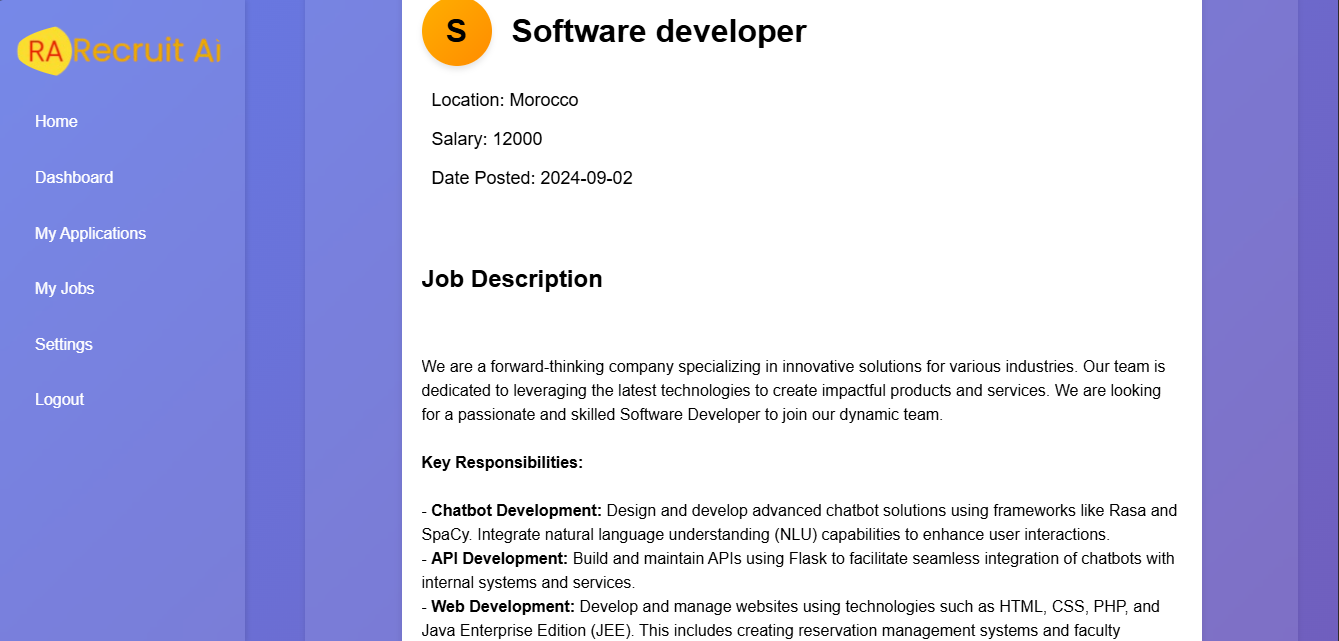 RA Recruit Ai
Home
Dashboard
My Applications
My Jobs
Settings
Logout
S
Software developer
Location: Morocco
Salary: 12000
Date Posted: 2024-09-02
Job Description
We are a forward-thinking company specializing in innovative solutions for various industries. Our team is
dedicated to leveraging the latest technologies to create impactful products and services. We are looking
for a passionate and skilled Software Developer to join our dynamic team.
Key Responsibilities:
- Chatbot Development: Design and develop advanced chatbot solutions using frameworks like Rasa and
SpaCy. Integrate natural language understanding (NLU) capabilities to enhance user interactions.
- API Development: Build and maintain APIs using Flask to facilitate seamless integration of chatbots with
internal systems and services.
- Web Development: Develop and manage websites using technologies such as HTML, CSS, PHP, and
Java Enterprise Edition (JEE). This includes creating reservation management systems and faculty